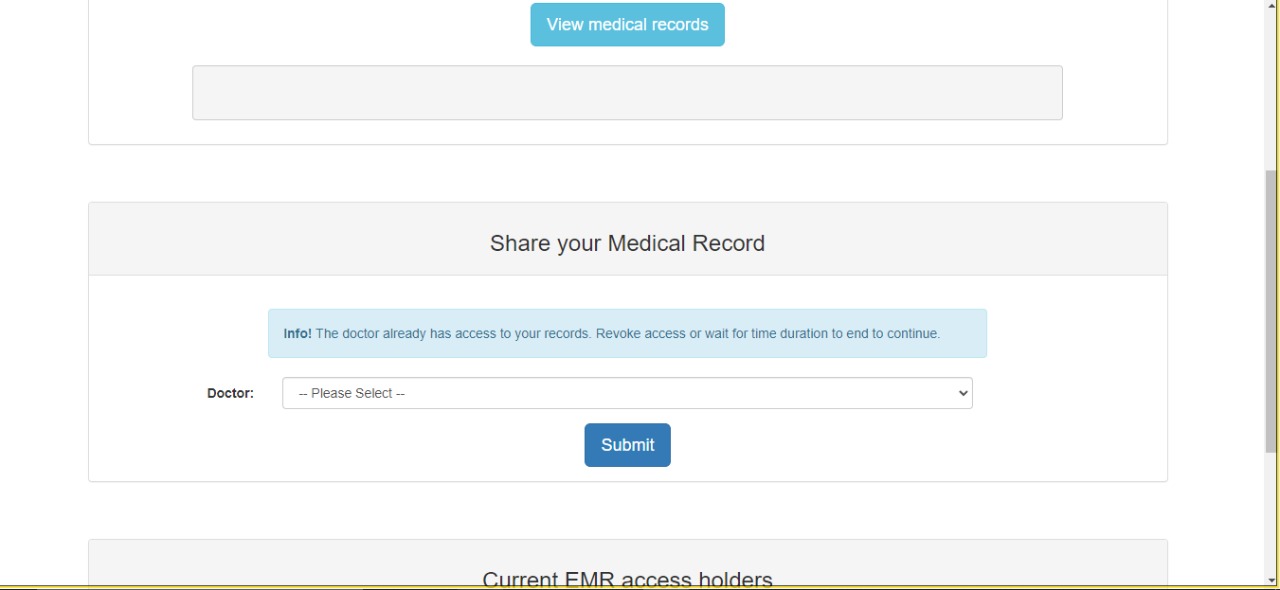 View medical records
Share your Medical Record
Info! The doctor already has access to your records. Revoke access or wait for time duration to end to continue.
Doctor:
-- Please Select --
Submit
Current EMR access holders